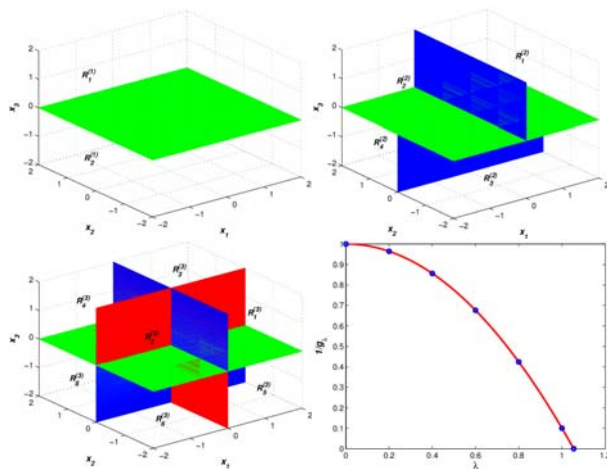 2
1
0
-1
-2
x₃
R₁⁽¹⁾
R₂⁽¹⁾
2
1
0
-1
-2
x₂
-2
-1
0
1
2
x₁
2
1
0
-1
-2
x₃
R₁⁽²⁾
R₂⁽²⁾
R₄⁽²⁾
R₃⁽²⁾
2
1
0
-1
-2
x₂
-2
-1
0
1
2
x₁
2
1
0
-1
-2
x₃
R₃⁽³⁾
R₄⁽³⁾
R₁⁽³⁾
R₂⁽³⁾
R₅⁽³⁾
2
1
0
-1
-2
x₂
-2
-1
0
1
2
x₁
1
0.9
0.8
0.7
0.6
0.5
0.4
0.3
0.2
0.1
0
1/g_λ
0 0.2 0.4 0.6 0.8 1 1.2
λ